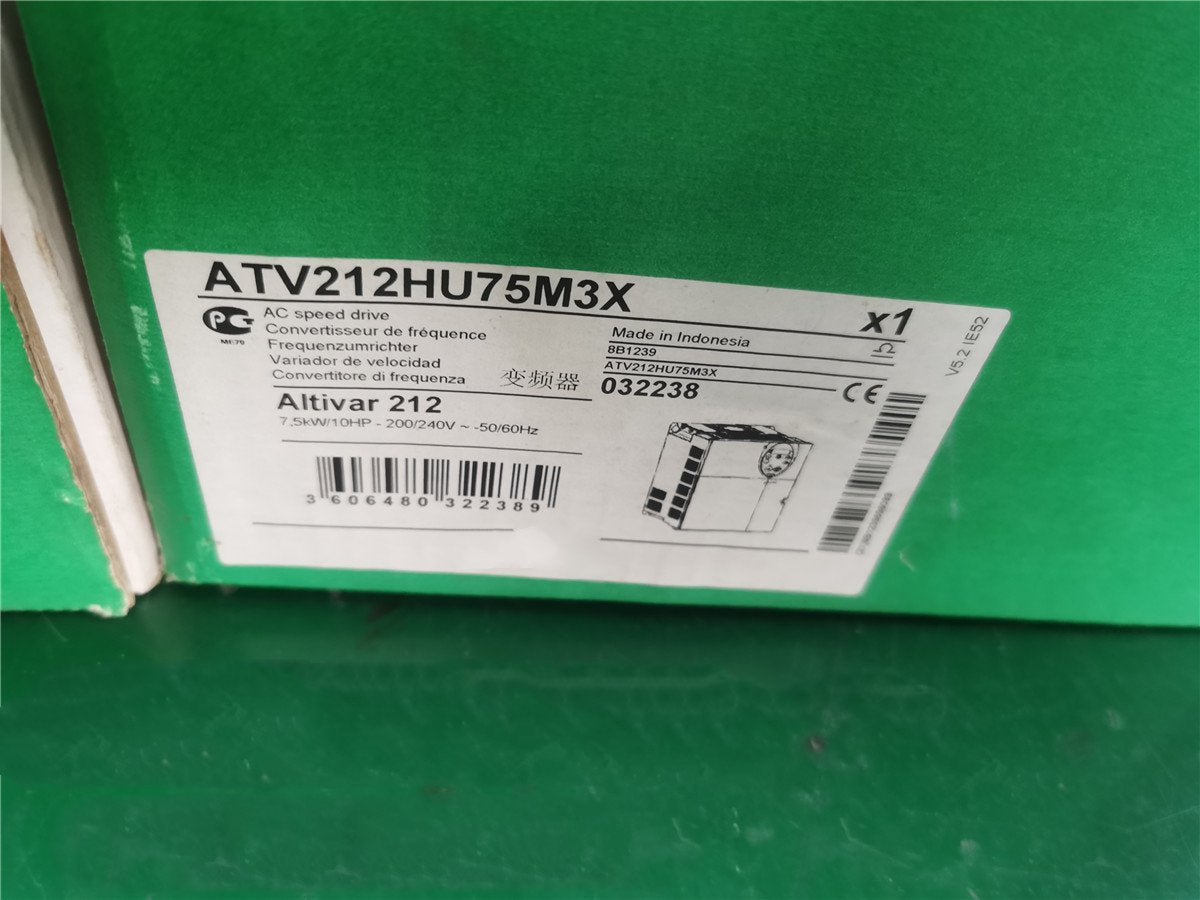 ATV212HU75M3X
x1
PG
ME70
AC speed drive
Convertisseur de fréquence
Frequenzumrichter
Variador de velocidad
Convertitore di frequenza 变频器
Altivar 212
7,5kW/10HP - 200/240V ~ -50/60Hz
3 606480 322389
Made in Indonesia
8B1239
ATV212HU75M3X
032238
CE
V5.2 IE52